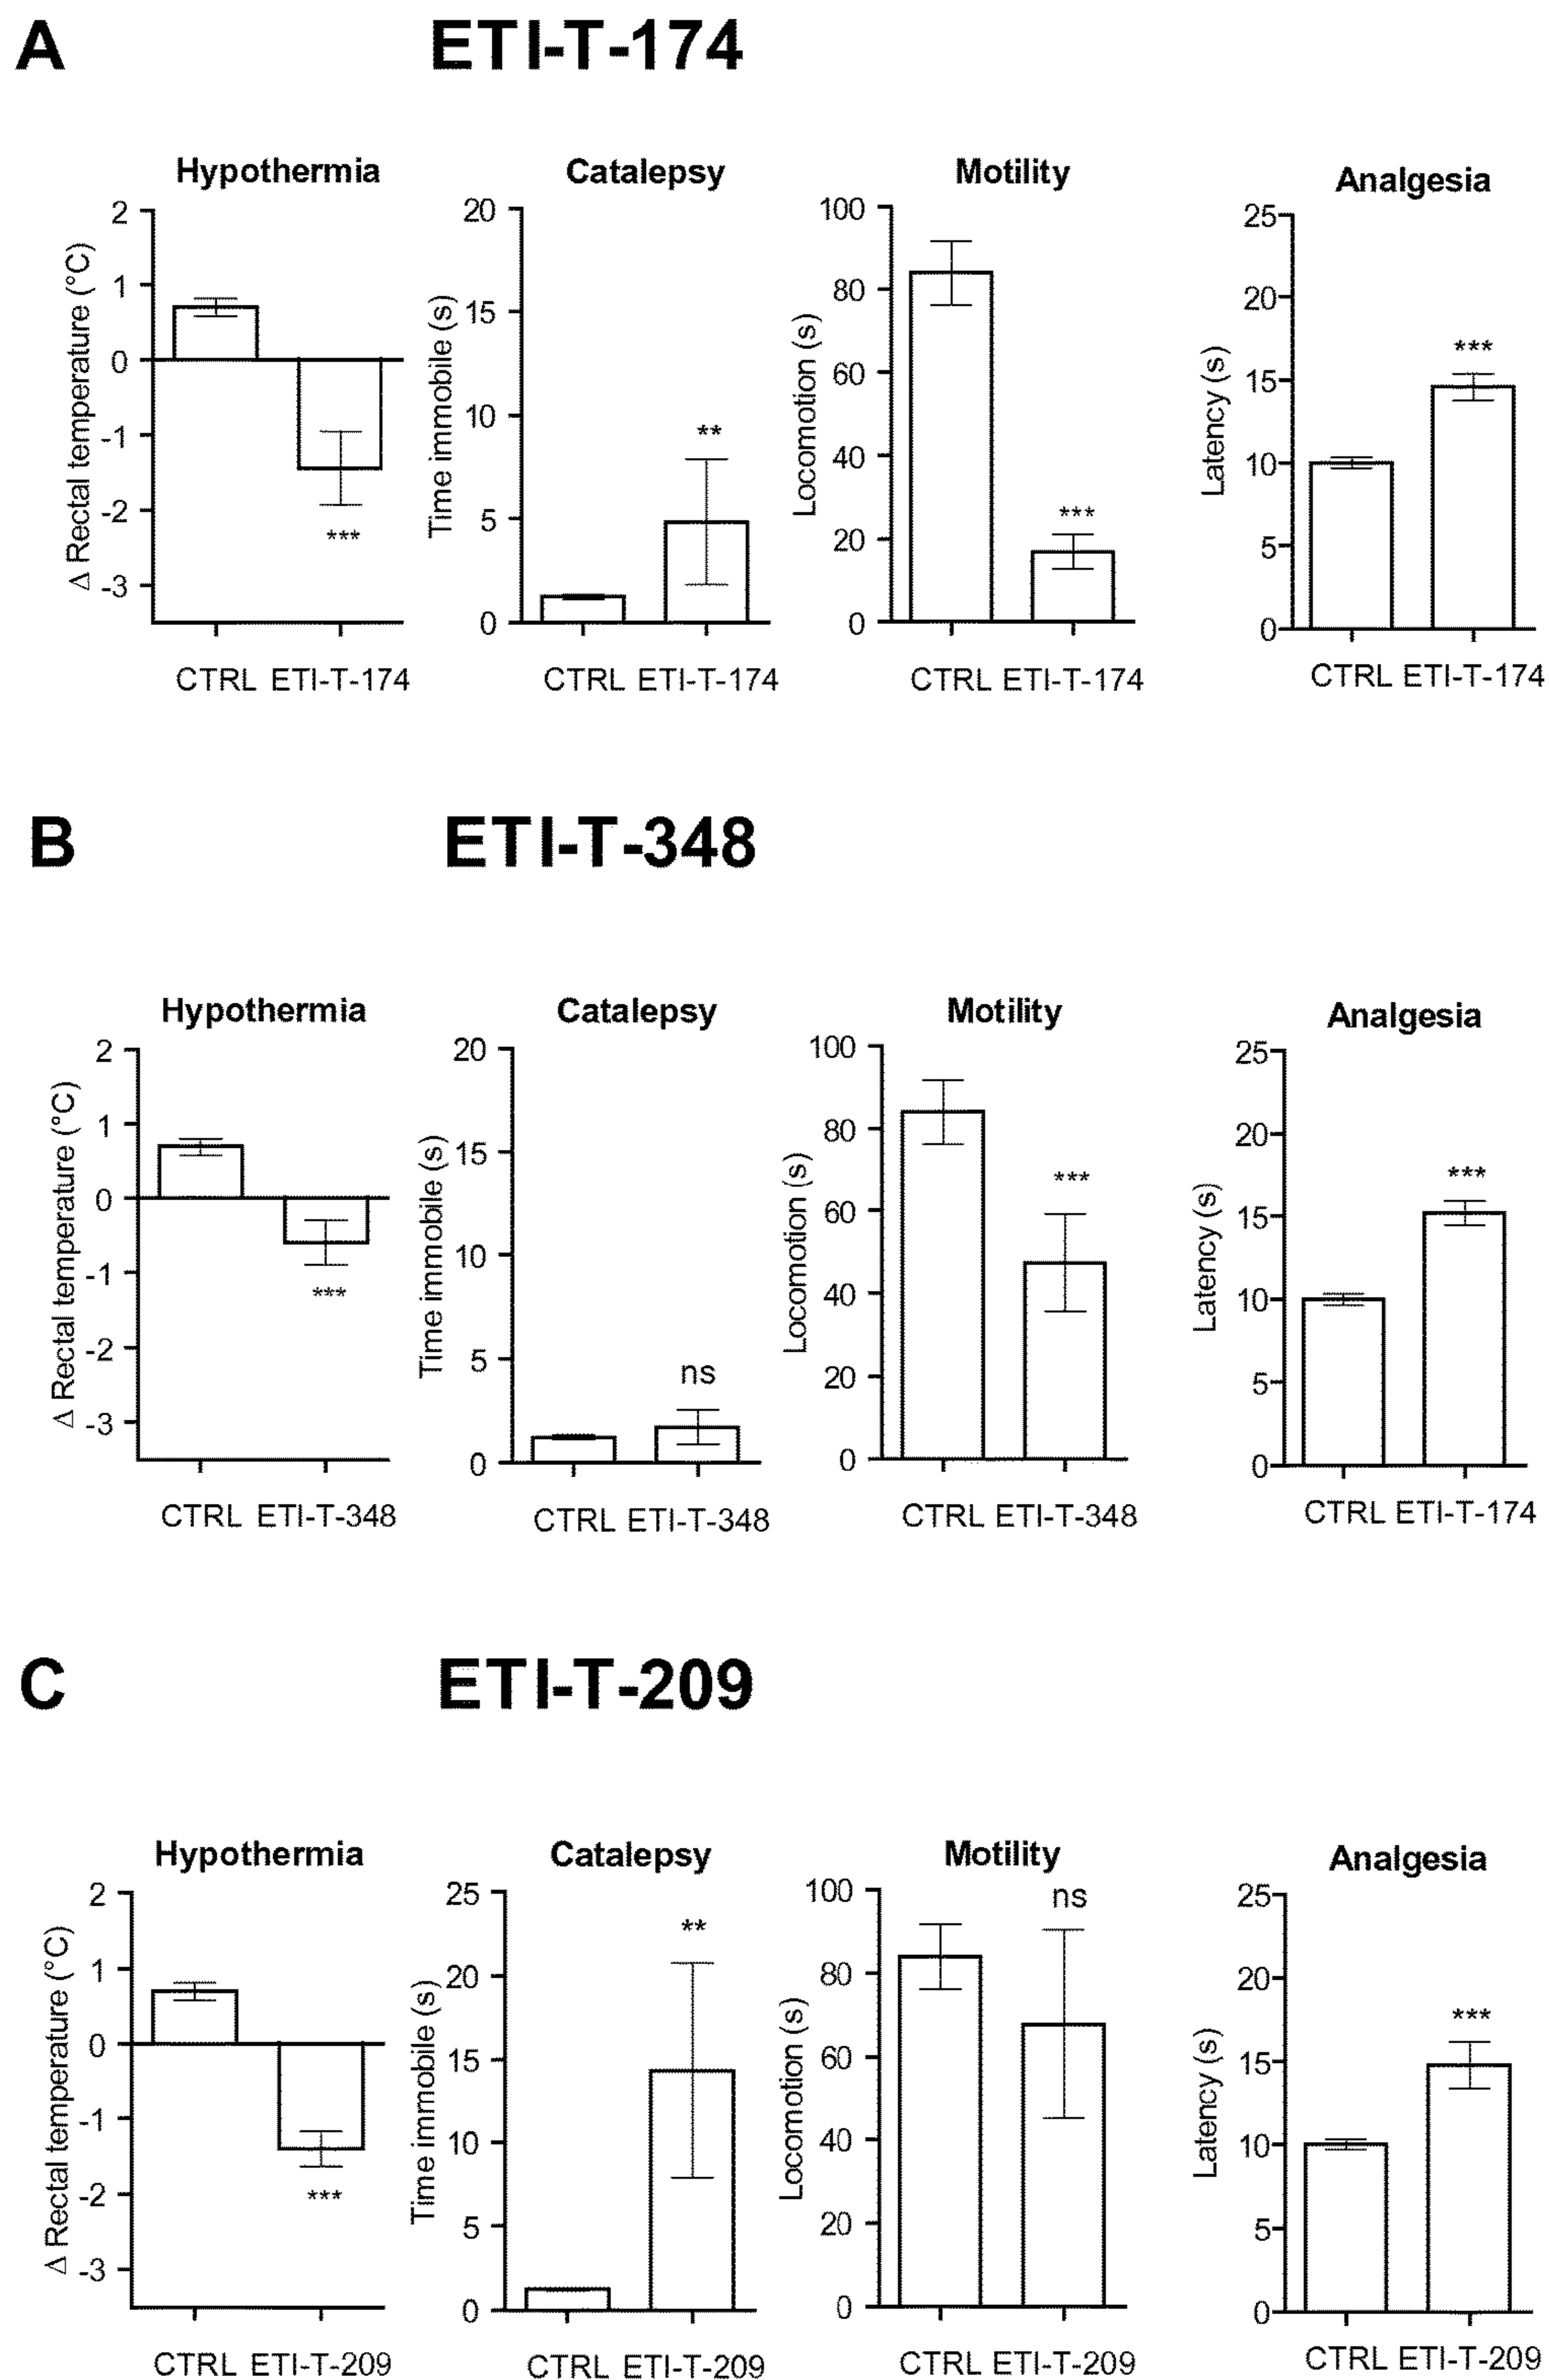 A ETI-T-174
Hypothermia Catalepsy Motility Analgesia
Δ Rectal temperature (°C)
2
1
0
-1
-2
-3
***
CTRL ETI-T-174
Time immobile (s)
20
15
10
5
0
**
CTRL ETI-T-174
Locomotion (s)
100
80
60
40
20
0
***
CTRL ETI-T-174
Latency (s)
25
20
15
10
5
0
***
CTRL ETI-T-174
B ETI-T-348
Hypothermia Catalepsy Motility Analgesia
Δ Rectal temperature (°C)
2
1
0
-1
-2
-3
***
CTRL ETI-T-348
Time immobile (s)
20
15
10
5
0
ns
CTRL ETI-T-348
Locomotion (s)
100
80
60
40
20
0
***
CTRL ETI-T-348
Latency (s)
25
20
15
10
5
0
***
CTRL ETI-T-174
C ETI-T-209
Hypothermia Catalepsy Motility Analgesia
Δ Rectal temperature (°C)
2
1
0
-1
-2
-3
***
CTRL ETI-T-209
Time immobile (s)
25
20
15
10
5
0
**
CTRL ETI-T-209
Locomotion (s)
100
80
60
40
20
0
ns
CTRL ETI-T-209
Latency (s)
25
20
15
10
5
0
***
CTRL ETI-T-209